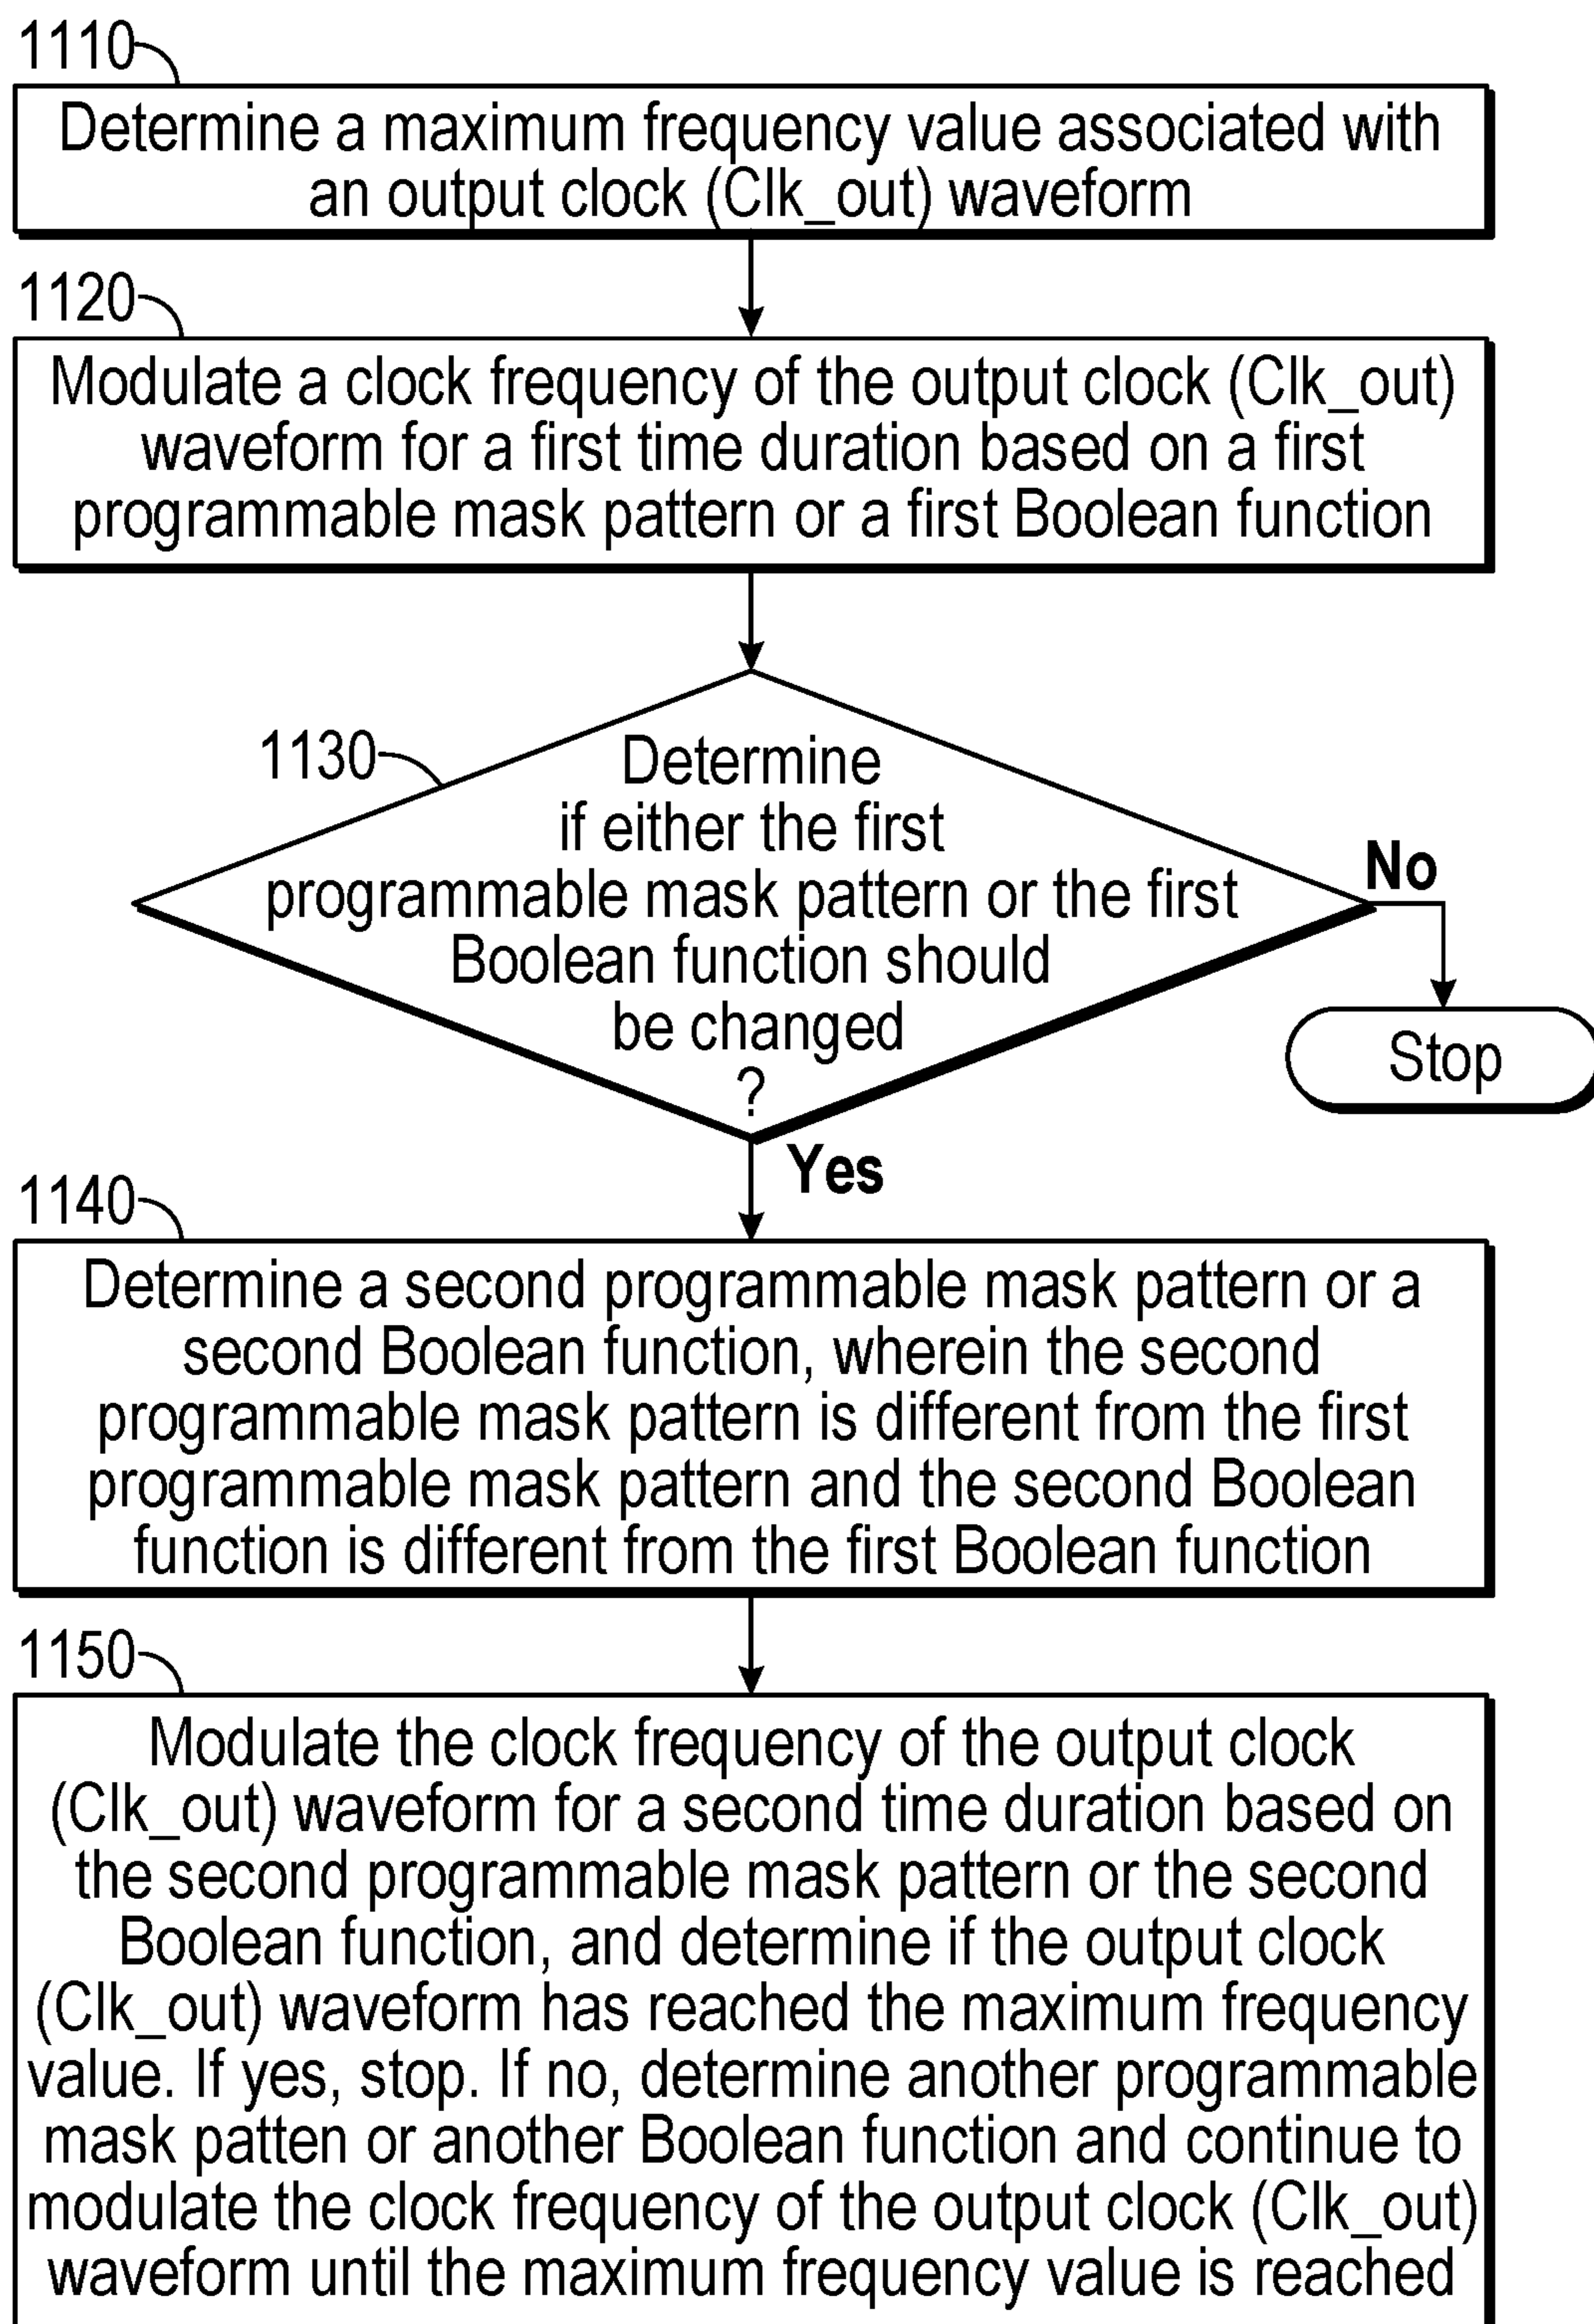 1110
Determine a maximum frequency value associated with
an output clock (Clk_out) waveform
1120
Modulate a clock frequency of the output clock (Clk_out)
waveform for a first time duration based on a first
programmable mask pattern or a first Boolean function
1130
Determine
if either the first
programmable mask pattern or the first
Boolean function should
be changed
?
No
Stop
Yes
1140
Determine a second programmable mask pattern or a
second Boolean function, wherein the second
programmable mask pattern is different from the first
programmable mask pattern and the second Boolean
function is different from the first Boolean function
1150
Modulate the clock frequency of the output clock
(Clk_out) waveform for a second time duration based on
the second programmable mask pattern or the second
Boolean function, and determine if the output clock
(Clk_out) waveform has reached the maximum frequency
value. If yes, stop. If no, determine another programmable
mask patten or another Boolean function and continue to
modulate the clock frequency of the output clock (Clk_out)
waveform until the maximum frequency value is reached